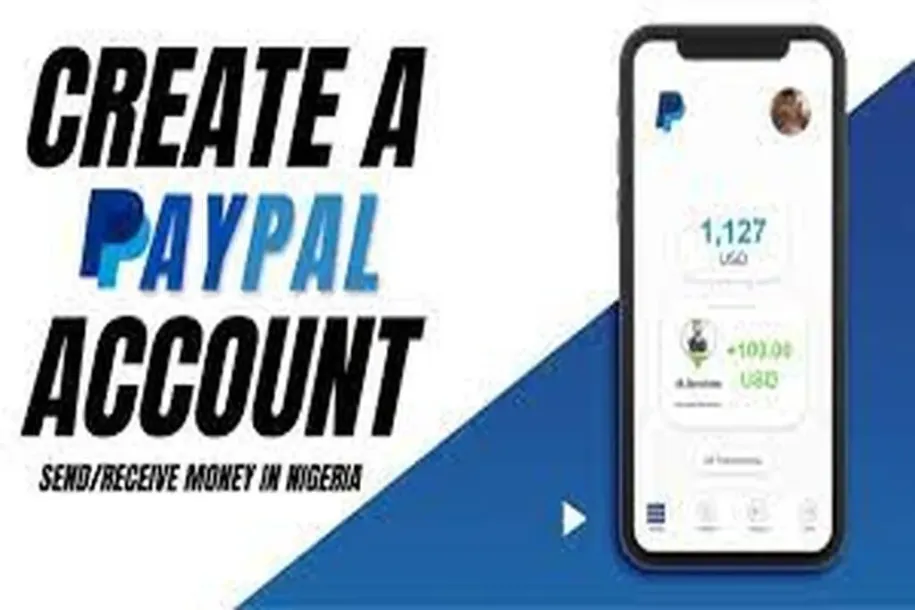 CREATE A
PAYPAL
ACCOUNT
SEND/RECEIVE MONEY IN NIGERIA
1,127
USD
+103.00
USD